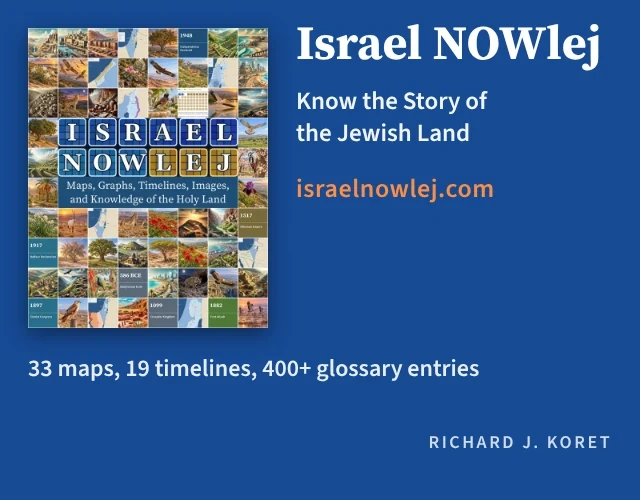 Israel NOWlej
Know the Story of
the Jewish Land
israelnowlej.com
1948
ISRAEL
NOWLEJ
Maps, Graphs, Timelines, Images,
and Knowledge of the Holy Land
1517
1917
586 BCE
1897
1899
1882
33 maps, 19 timelines, 400+ glossary entries
RICHARD J. KORET